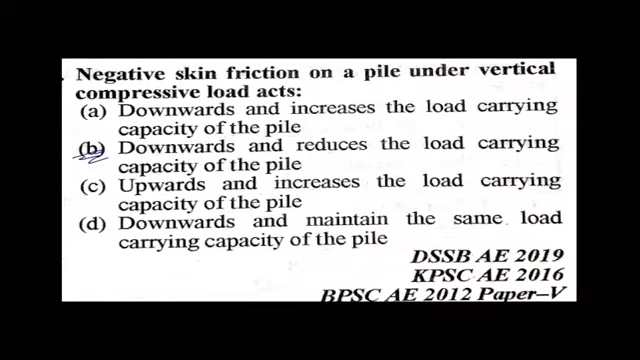 Negative skin friction on a pile under vertical
compressive load acts:
(a) Downwards and increases the load carrying
capacity of the pile
(b) Downwards and reduces the load carrying
capacity of the pile
(c) Upwards and increases the load carrying
capacity of the pile
(d) Downwards and maintain the same load
carrying capacity of the pile
DSSB AE 2019
KPSC AE 2016
BPSC AE 2012 Paper–V